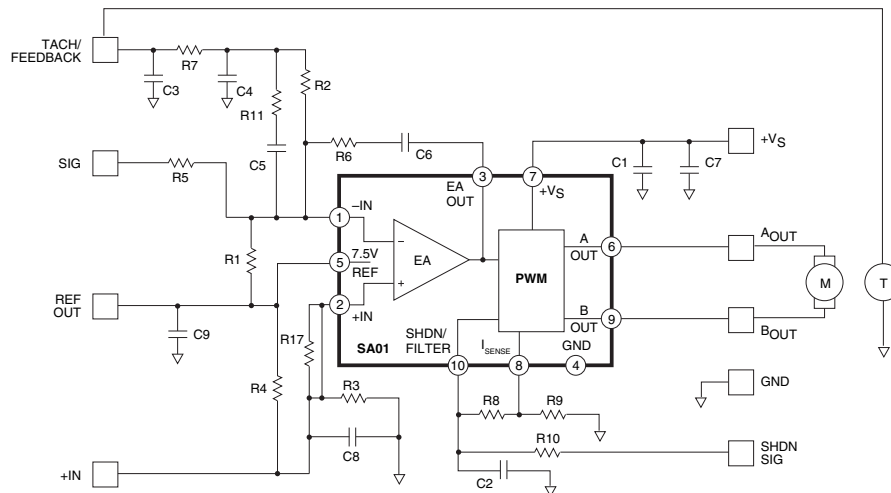 TACH/
FEEDBACK
R7
C3
C4
R11
R2
C5
R6
C6
SIG
R5
3
EA
OUT
7
+VS
C1
C7
+VS
1
–IN
R1
5
7.5V
REF
EA
–
+
2
+IN
PWM
A
OUT
6
B
OUT
9
AOUT
M
T
BOUT
REF
OUT
C9
R17
SA01
SHDN/
FILTER
10
ISENSE
8
GND
4
R4
R3
C8
R8
R9
GND
R10
SHDN
SIG
C2
+IN